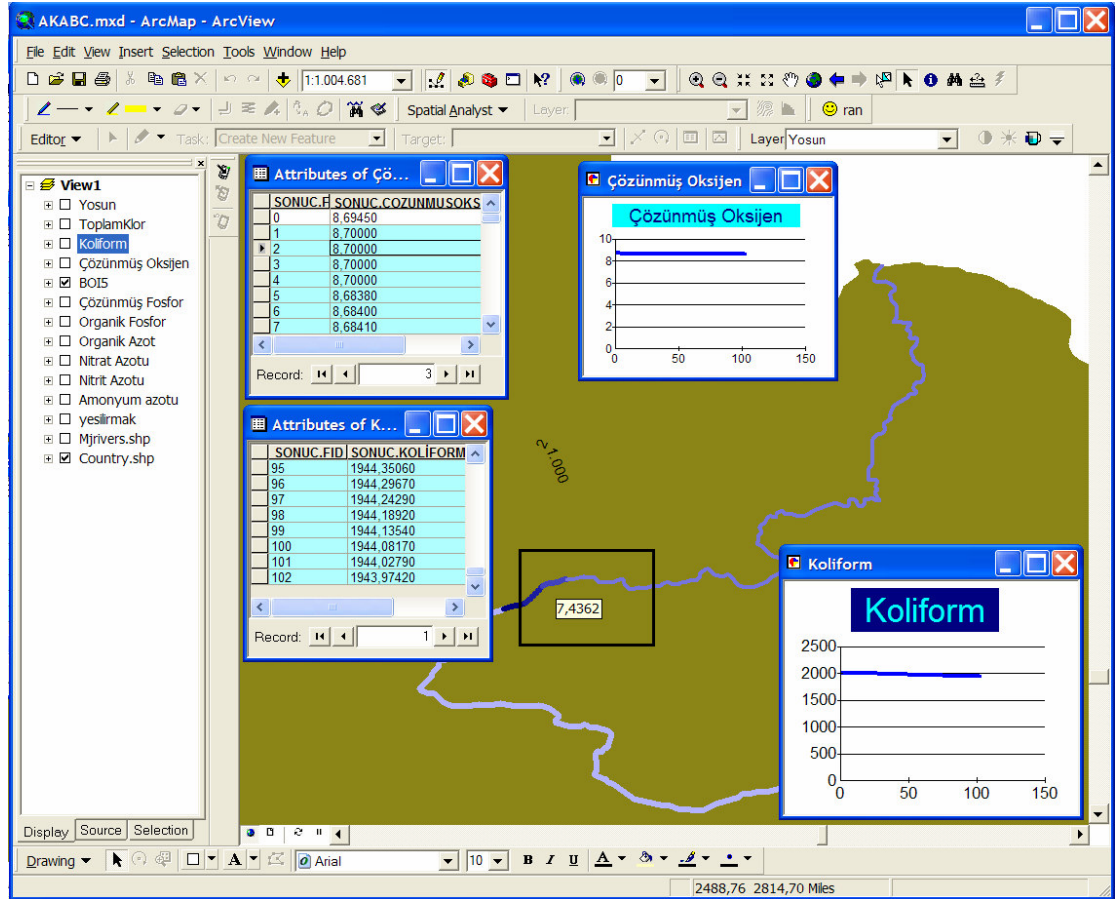 AKABC.mxd - ArcMap - ArcView
File Edit View Insert Selection Tools Window Help
1:1.004.681
0
Spatial Analyst
Layer:
ran
Editor
Task: Create New Feature
Target:
Layer Yosun
View1
Yosun
ToplamKlor
Koliform
Çözünmüş Oksijen
BOI5
Çözünmüş Fosfor
Organik Fosfor
Organik Azot
Nitrat Azotu
Nitrit Azotu
Amonyum azotu
yesilirmak
Mjrivers.shp
Country.shp
Display Source Selection
Attributes of Çö...
SONUC.F SONUC.COZUNMUSOKS
0 8,69450
1 8,70000
2 8,70000
3 8,70000
4 8,70000
5 8,68380
6 8,68400
7 8,68410
Record: 3
Çözünmüş Oksijen
Çözünmüş Oksijen
10
8
6
4
2
0
0 50 100 150
Attributes of K...
SONUC.FID SONUC.KOLİFORM
95 1944,35060
96 1944,29670
97 1944,24290
98 1944,18920
99 1944,13540
100 1944,08170
101 1944,02790
102 1943,97420
Record: 1
21.000
7,4362
Koliform
Koliform
2500
2000
1500
1000
500
0
0 50 100 150
Drawing A Arial 10 B I U A
2488,76 2814,70 Miles